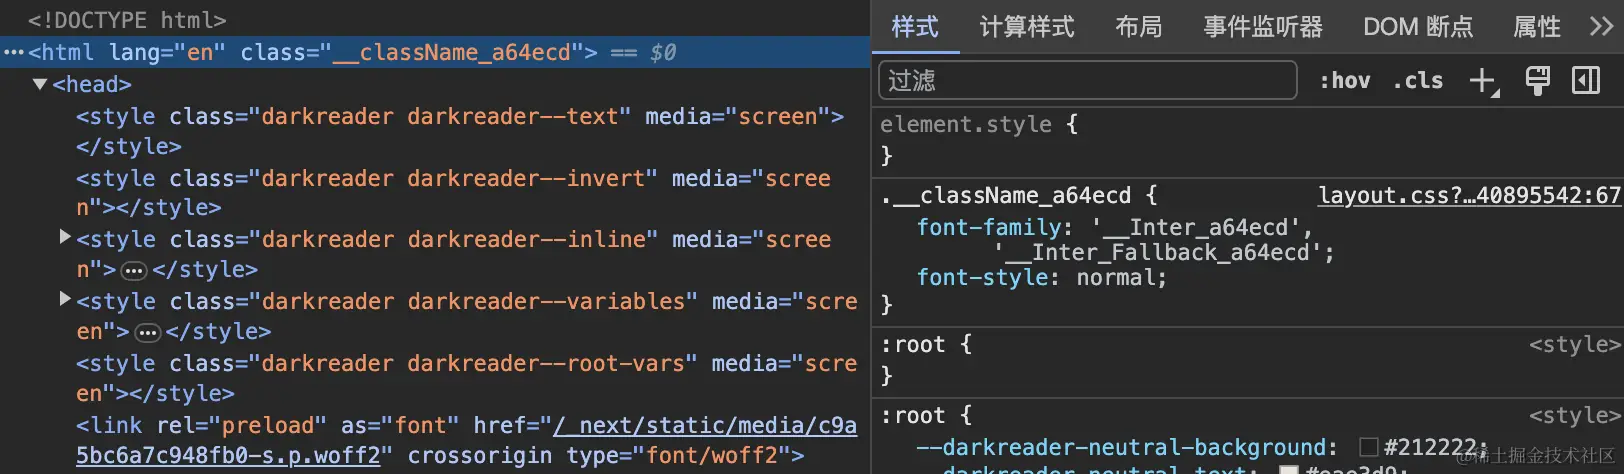 <!DOCTYPE html>
···<html lang="en" class="__className_a64ecd"> == $0
▼<head>
<style class="darkreader darkreader--text" media="screen">
</style>
<style class="darkreader darkreader--invert" media="scree
n"></style>
▶<style class="darkreader darkreader--inline" media="scree
n">···</style>
▶<style class="darkreader darkreader--variables" media="scre
en">···</style>
<style class="darkreader darkreader--root-vars" media="scre
en"></style>
<link rel="preload" as="font" href="/_next/static/media/c9a
5bc6a7c948fb0-s.p.woff2" crossorigin type="font/woff2">
样式 计算样式 布局 事件监听器 DOM 断点 属性 >>
过滤 :hov .cls +
element.style {
}
.__className_a64ecd { layout.css?…40895542:67
font-family: '__Inter_a64ecd',
'__Inter_Fallback_a64ecd';
font-style: normal;
}
:root { <style>
}
:root { <style>
--darkreader-neutral-background: #212222;
--darkreader-neutral-text: #eae3d9;
@稀土掘金技术社区